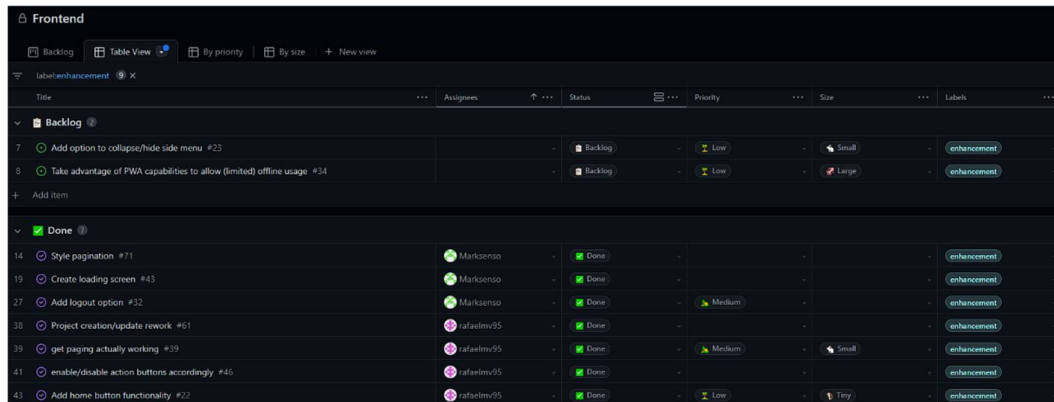 Frontend
Backlog Table View By priority By size + New view
label:enhancement 9 ×
Title Assignees Status Priority Size Labels
Backlog 2
7 Add option to collapse/hide side menu #23 Backlog Low Small enhancement
8 Take advantage of PWA capabilities to allow (limited) offline usage #34 Backlog Low Large enhancement
+ Add item
Done 7
14 Style pagination #71 Marksenso Done enhancement
19 Create loading screen #43 Marksenso Done enhancement
27 Add logout option #32 Marksenso Done Medium enhancement
38 Project creation/update rework #61 rafaelmv95 Done enhancement
39 get paging actually working #39 rafaelmv95 Done Medium Small enhancement
41 enable/disable action buttons accordingly #46 rafaelmv95 Done enhancement
43 Add home button functionality #22 rafaelmv95 Done Low Tiny enhancement